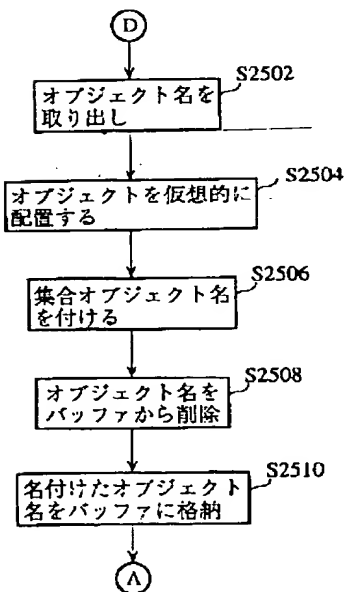 D
S2502
オブジェクト名を
取り出し
S2504
オブジェクトを仮想的に
配置する
S2506
集合オブジェクト名
を付ける
S2508
オブジェクト名を
バッファから削除
S2510
名付けたオブジェクト
名をバッファに格納
A